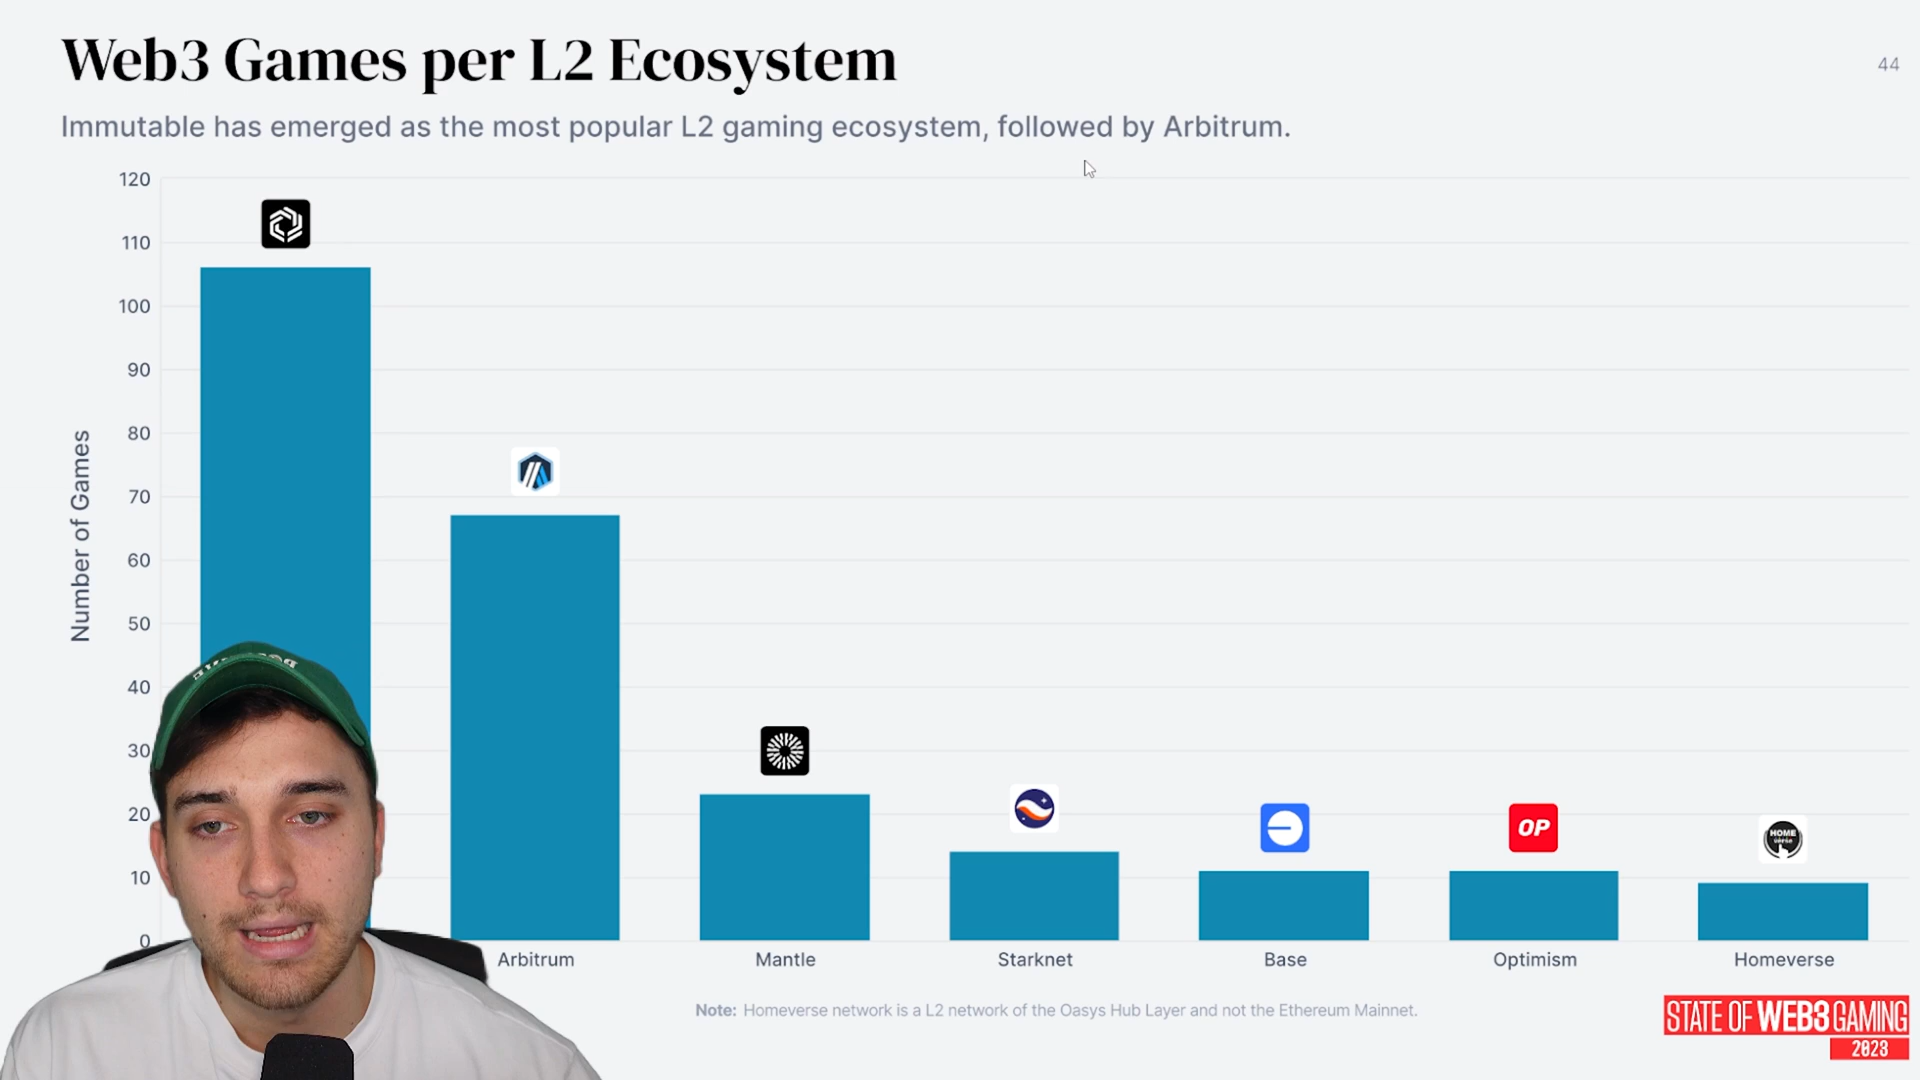 Web3 Games per L2 Ecosystem
44
Immutable has emerged as the most popular L2 gaming ecosystem, followed by Arbitrum.
Number of Games
120
110
100
90
80
70
60
50
40
30
20
10
0
OP
HOME
verse
Arbitrum
Mantle
Starknet
Base
Optimism
Homeverse
Note: Homeverse network is a L2 network of the Oasys Hub Layer and not the Ethereum Mainnet.
STATE OF WEB3 GAMING
2023